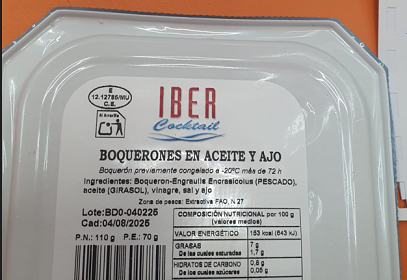 E
12.12785/MU
C.E.
IBER
Cocktail
Al Amarillo
BOQUERONES EN ACEITE Y AJO
Boquerón previamente congelado a -20ºC más de 72 h
Ingredientes: Boqueron-Engraulis Encrasicolus (PESCADO),
aceite (GIRASOL), vinagre, sal y ajo
Zona de pesca: Extractiva FAO, N 27
Lote:BD0-040225
Cad:04/08/2025
P.N.: 110 g P.E.: 70 g
COMPOSICIÓN NUTRICIONAL por 100 g
(valores medios)
VALOR ENERGÉTICO 153 kcal (643 kJ)
GRASAS 7 g
De las cuales saturadas 1,7 g
HIDRATOS DE CARBONO 0,8 g
De los cuales azúcares 0,05 g